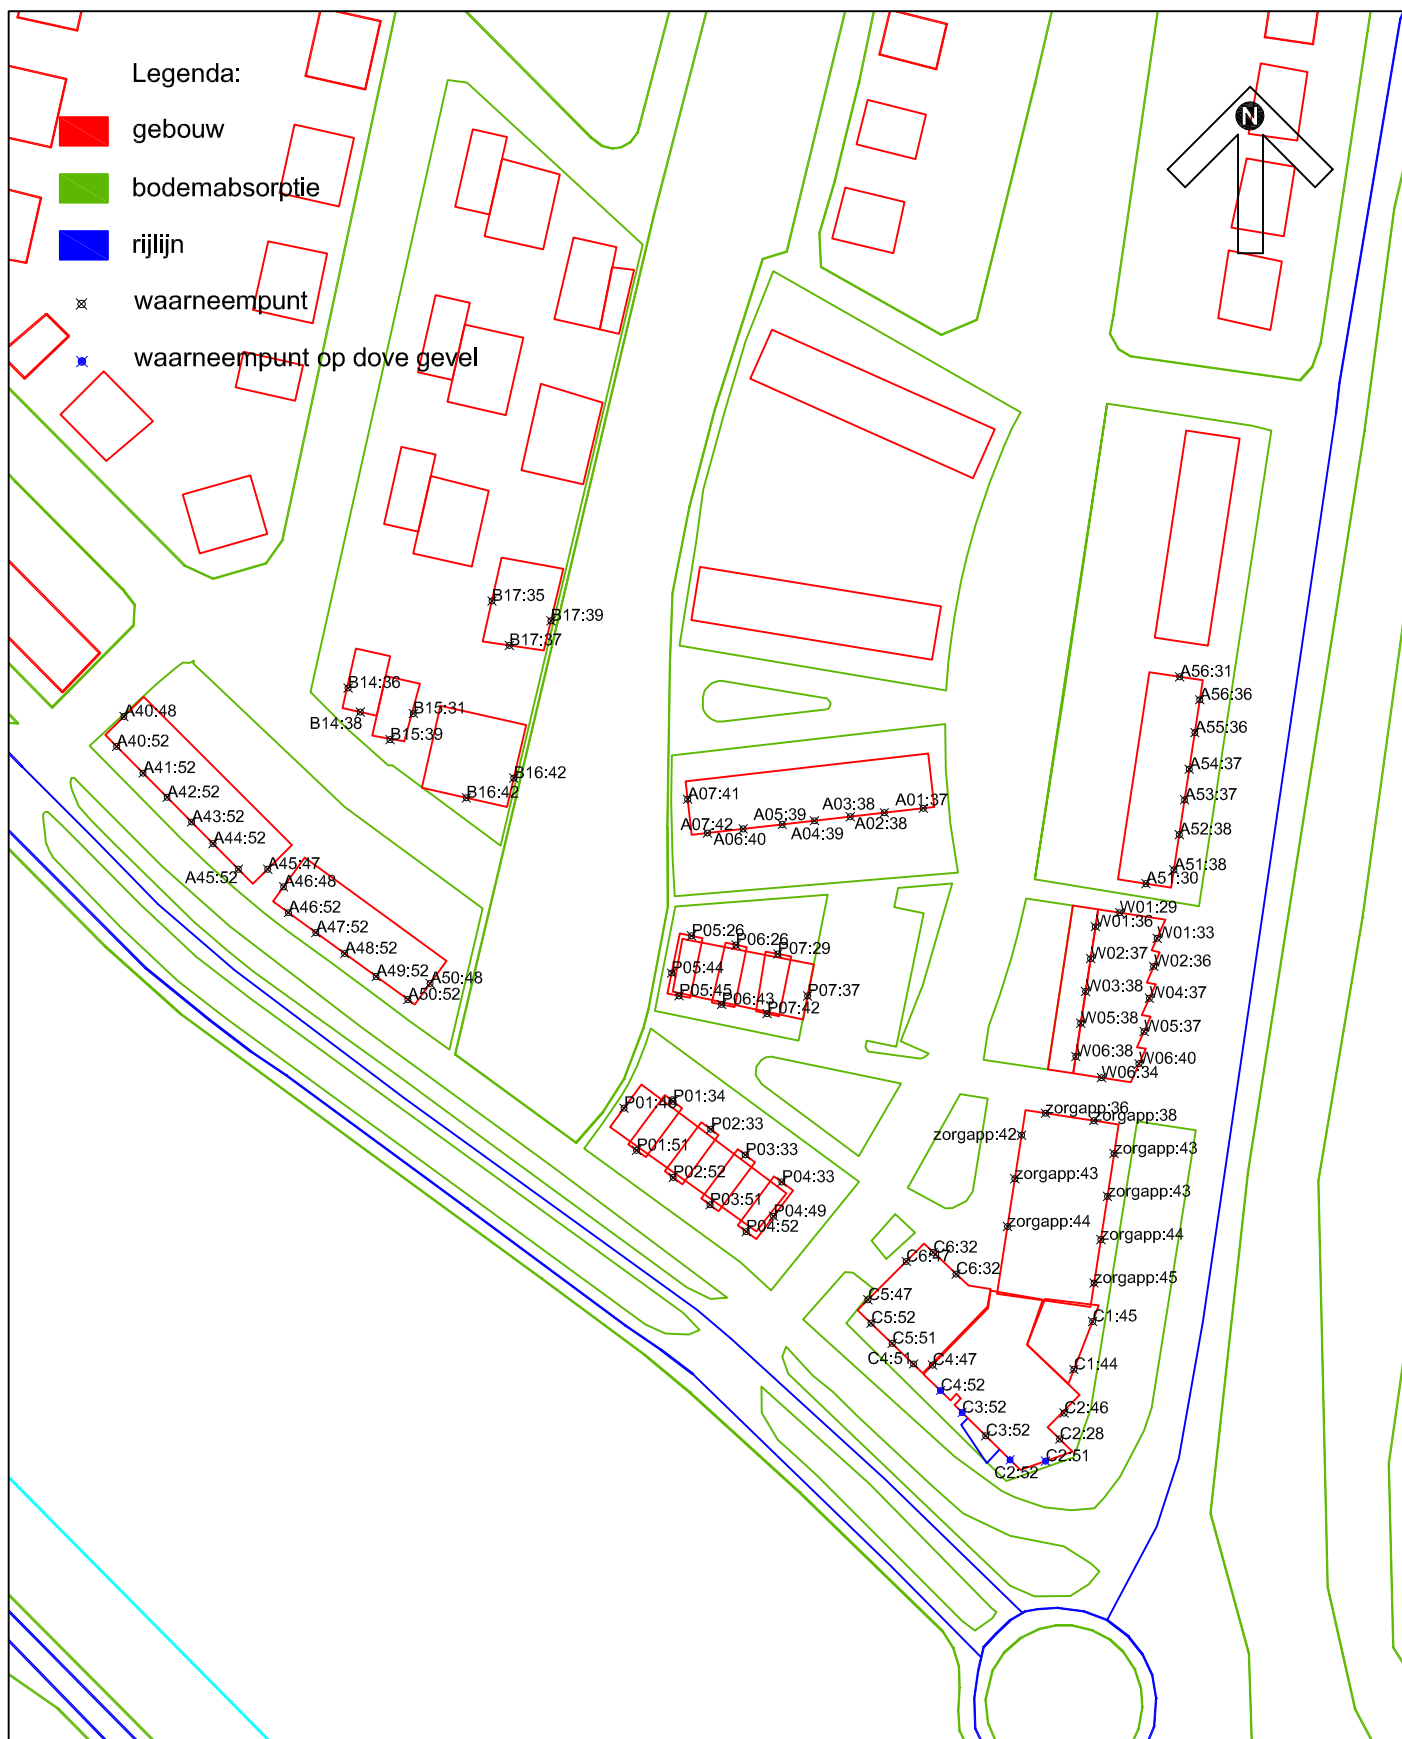 Legenda:
gebouw
bodemabsorptie
rijlijn
waarneempunt
waarneempunt op dove gevel
N
B17:35
B17:39
B17:37
B14:36
B14:38
B15:31
B15:39
B16:42
B16:42
A40:48
A40:52
A41:52
A42:52
A43:52
A44:52
A45:52
A45:47
A46:48
A46:52
A47:52
A48:52
A49:52
A50:48
A50:52
A07:41
A07:42
A06:40
A05:39
A04:39
A03:38
A02:38
A01:37
A56:31
A56:36
A55:36
A54:37
A53:37
A52:38
A51:38
A51:30
W01:29
W01:36
W01:33
W02:37
W02:36
W03:38
W04:37
W05:38
W05:37
W06:38
W06:40
W06:34
P05:26
P06:26
P07:29
P05:44
P05:45
P06:43
P07:37
P07:42
P01:48
P01:34
P02:33
P01:51
P03:33
P02:52
P04:33
P03:51
P04:49
P04:52
zorgapp:36
zorgapp:38
zorgapp:42
zorgapp:43
zorgapp:43
zorgapp:43
zorgapp:44
zorgapp:44
zorgapp:45
C6:32
C6:47
C6:32
C5:47
C5:52
C5:51
C4:51
C4:47
C4:52
C3:52
C3:52
C1:45
C1:44
C2:46
C2:28
C2:51
C2:52